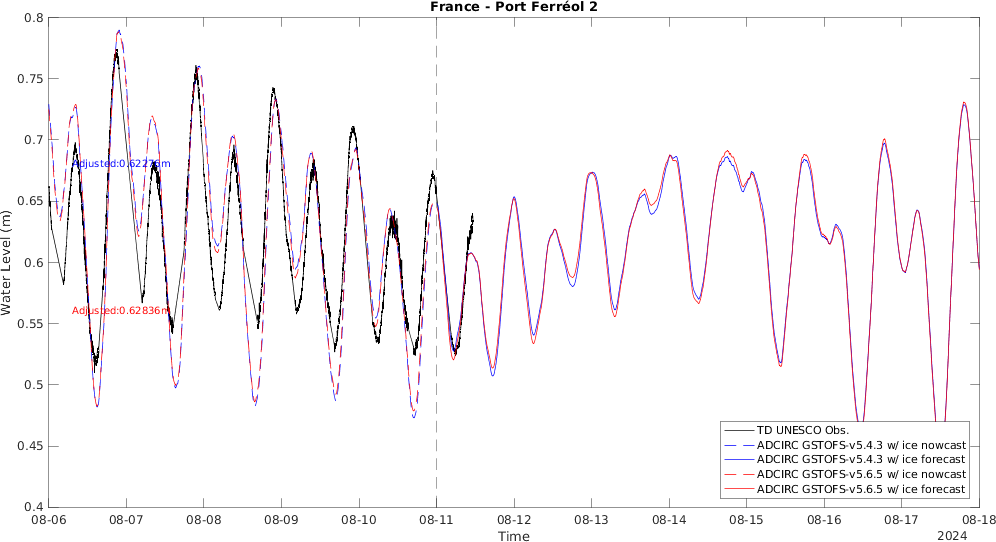 France - Port Ferréol 2
0.8
0.75
0.7
0.65
0.6
0.55
0.5
0.45
0.4
Water Level (m)
Adjusted:0.62273m
Adjusted:0.62836m
TD UNESCO Obs.
ADCIRC GSTOFS-v5.4.3 w/ ice nowcast
ADCIRC GSTOFS-v5.4.3 w/ ice forecast
ADCIRC GSTOFS-v5.6.5 w/ ice nowcast
ADCIRC GSTOFS-v5.6.5 w/ ice forecast
08-06 08-07 08-08 08-09 08-10 08-11 08-12 08-13 08-14 08-15 08-16 08-17 08-18
Time
2024